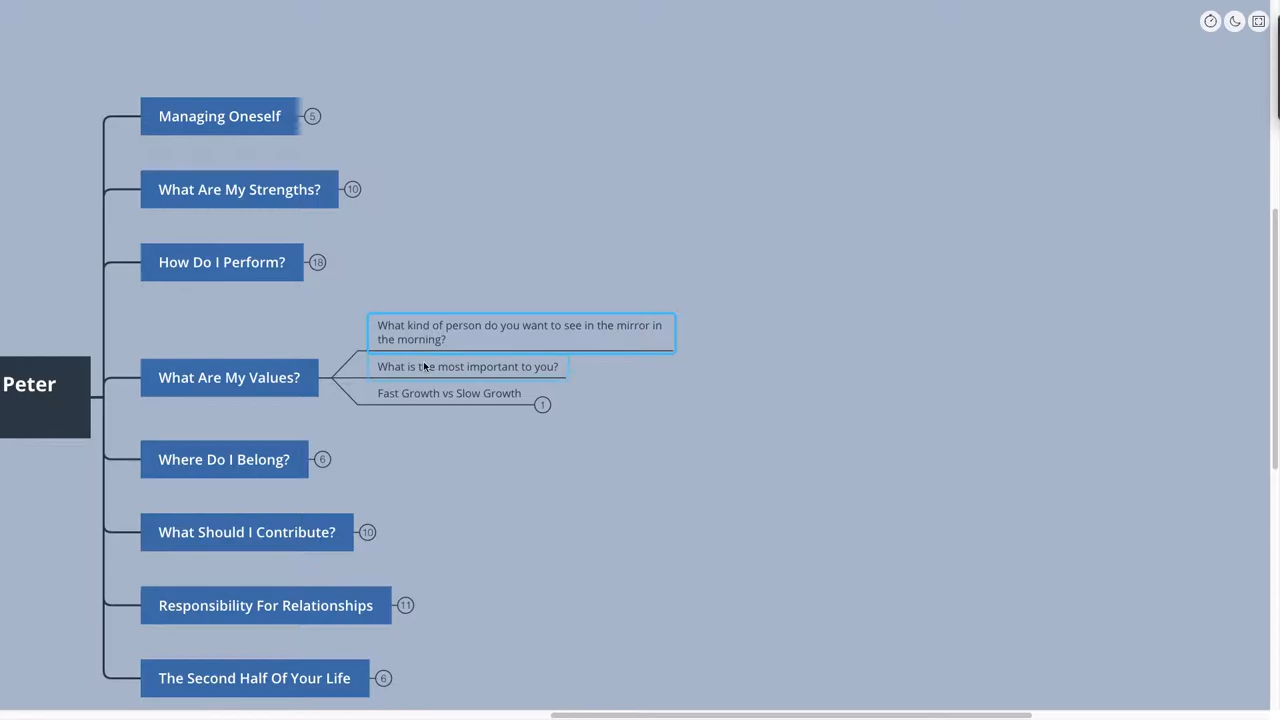 Managing Oneself
5
What Are My Strengths?
10
How Do I Perform?
18
What kind of person do you want to see in the mirror in
the morning?
Peter
What Are My Values?
What is the most important to you?
Fast Growth vs Slow Growth
1
Where Do I Belong?
6
What Should I Contribute?
10
Responsibility For Relationships
11
The Second Half Of Your Life
6